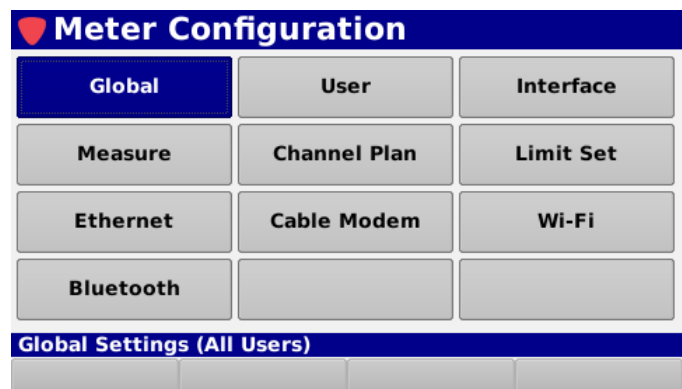 Meter Configuration
Global User Interface
Measure Channel Plan Limit Set
Ethernet Cable Modem Wi-Fi
Bluetooth
Global Settings (All Users)